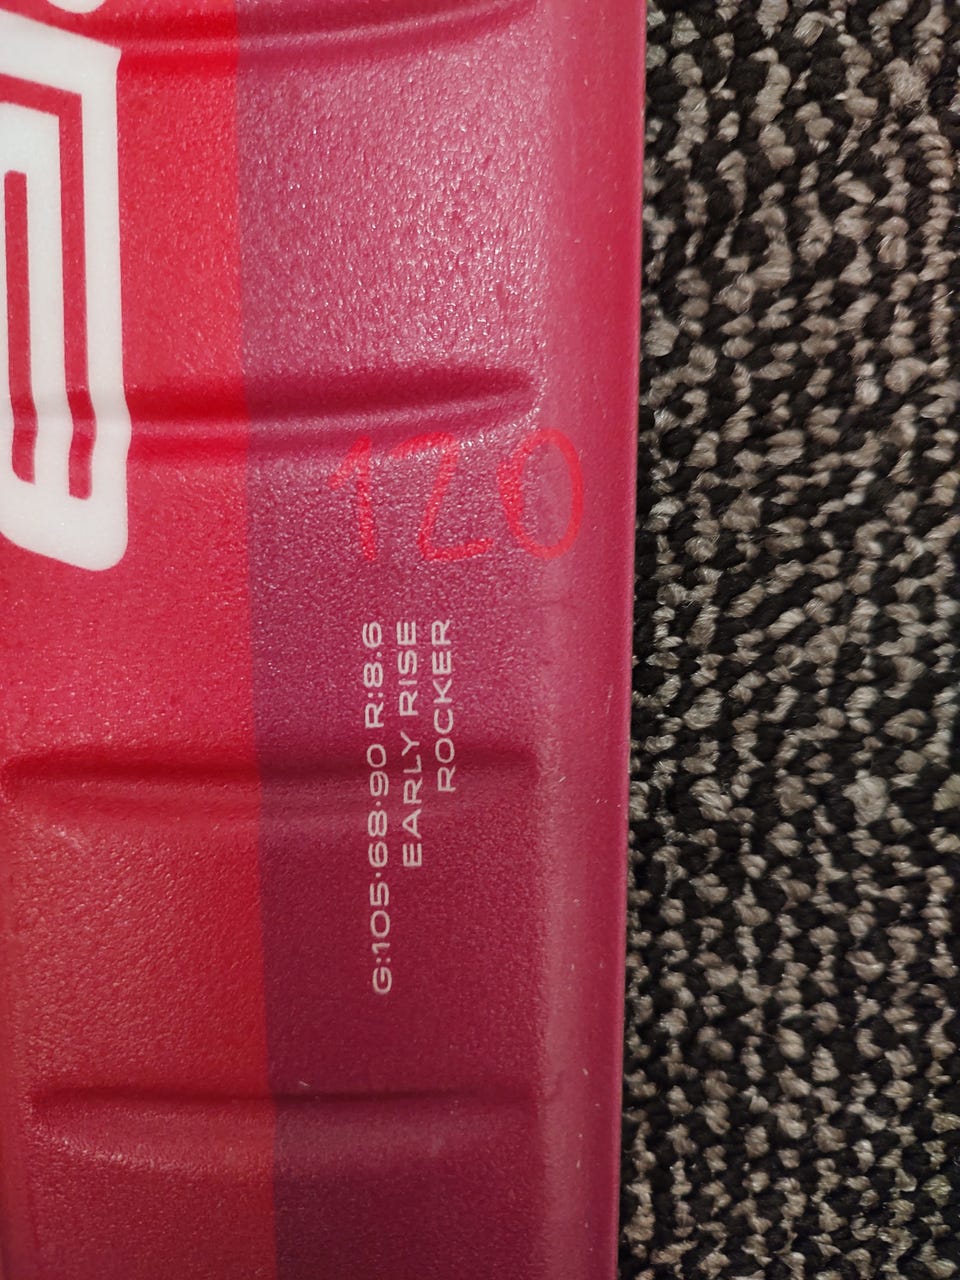 120
G:105·68·90 R:8.6
EARLY RISE
ROCKER